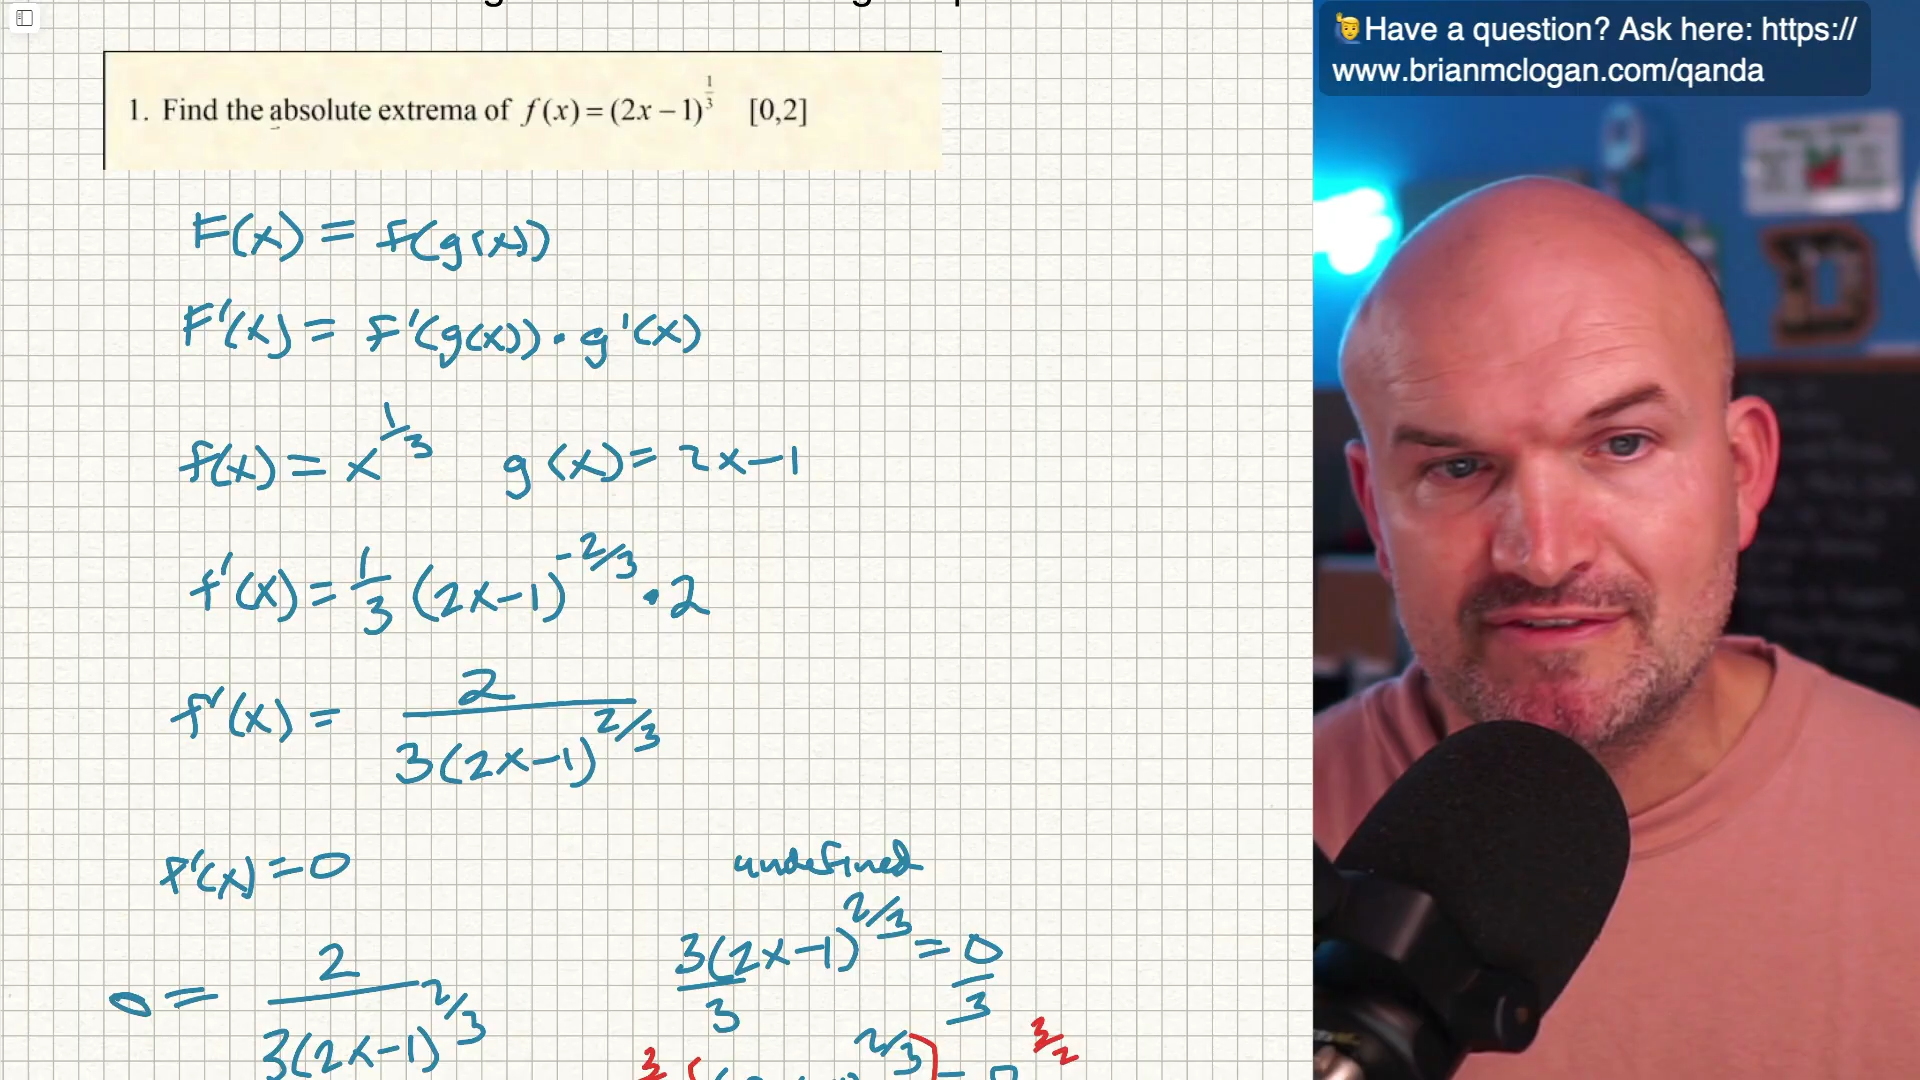 1. Find the absolute extrema of f(x) = (2x − 1)^{1/3} [0,2]
F(x) = f(g(x))
F'(x) = f'(g(x)) · g'(x)
f(x) = x^{1/3} g(x) = 2x−1
f'(x) = 1/3 (2x−1)^{-2/3} · 2
f'(x) = 2 / 3(2x−1)^{2/3}
f'(x) = 0
0 = 2 / 3(2x−1)^{2/3}
undefined
3(2x−1)^{2/3} / 3 = 0 / 3
🙋‍♂️Have a question? Ask here: https://
www.brianmclogan.com/qanda